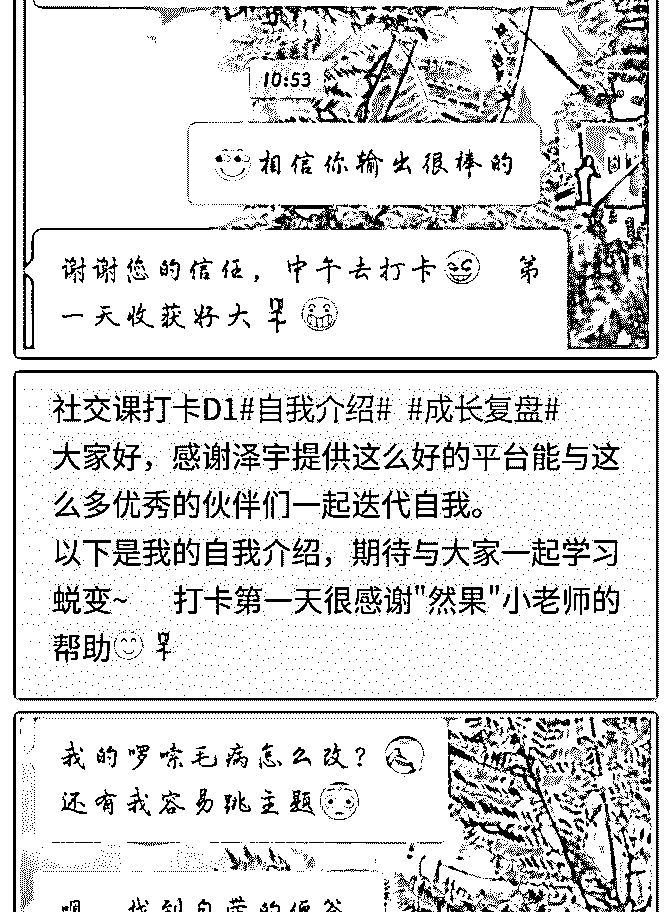 10:53
相信你输出很棒的
谢谢您的信任，中午去打卡 第
一天收获好大
社交课打卡D1#自我介绍# #成长复盘#
大家好，感谢泽宇提供这么好的平台能与这
么多优秀的伙伴们一起迭代自我。
以下是我的自我介绍，期待与大家一起学习
蜕变~ 打卡第一天很感谢"然果"小老师的
帮助
我的啰嗦毛病怎么改？
还有我容易跳主题